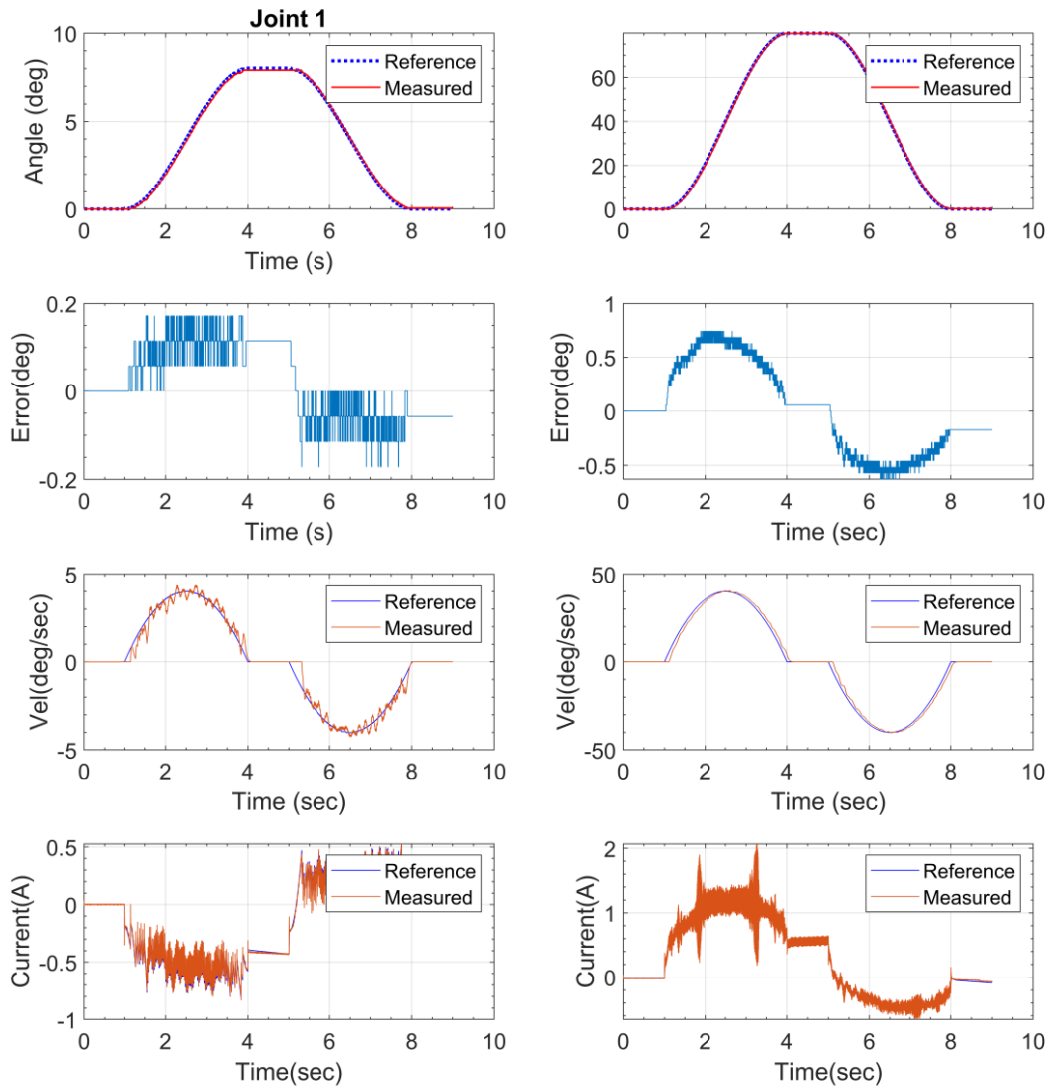 Joint 1
Angle (deg)
10
5
0
0 2 4 6 8 10
Time (s)
Reference
Measured
80
60
40
20
0
0 2 4 6 8 10
Reference
Measured
Error(deg)
0.2
0
-0.2
0 2 4 6 8 10
Time (s)
Error(deg)
1
0.5
0
-0.5
0 2 4 6 8 10
Time (sec)
Vel(deg/sec)
5
0
-5
0 2 4 6 8 10
Time (sec)
Reference
Measured
Vel(deg/sec)
50
0
-50
0 2 4 6 8 10
Time (sec)
Reference
Measured
Current(A)
0.5
0
-0.5
-1
0 2 4 6 8 10
Time(sec)
Reference
Measured
Current(A)
2
1
0
0 2 4 6 8 10
Time(sec)
Reference
Measured